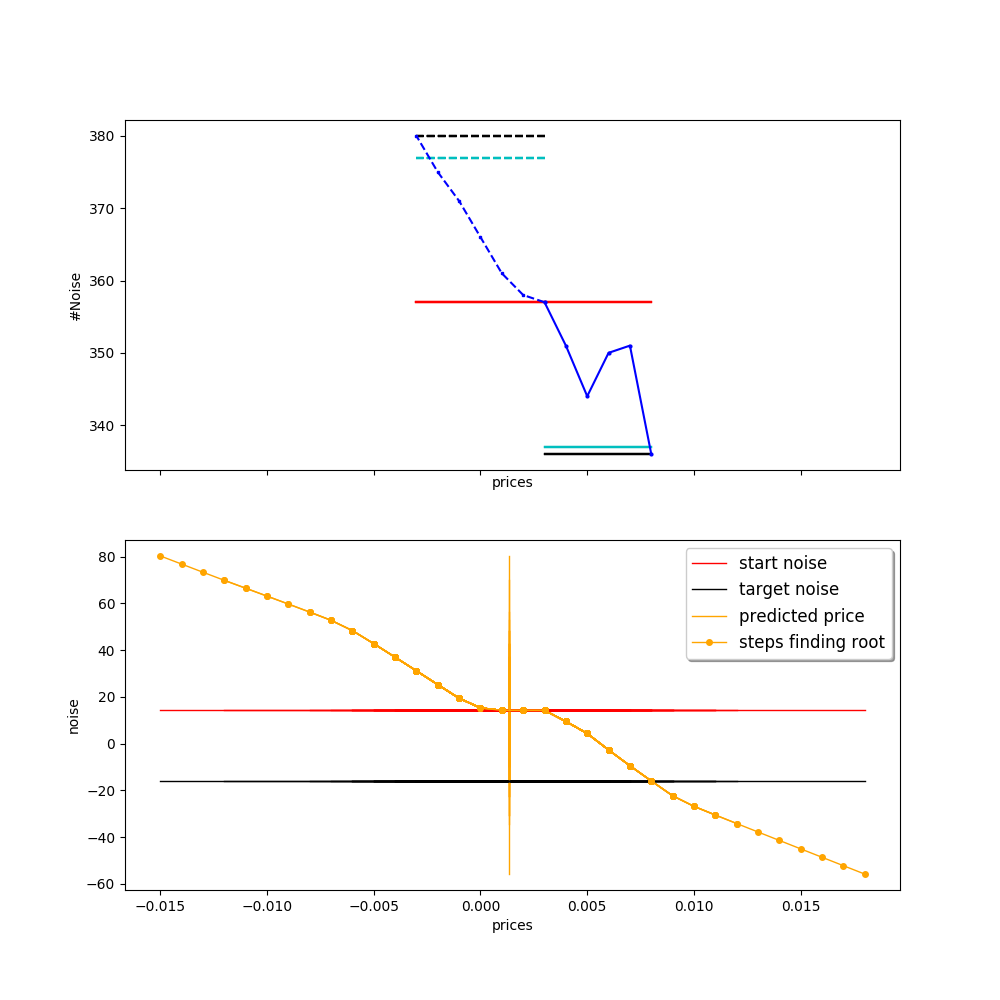 380
370
360
350
340
#Noise
prices
80
60
40
20
0
−20
−40
−60
noise
start noise
target noise
predicted price
steps finding root
−0.015 −0.010 −0.005 0.000 0.005 0.010 0.015
prices